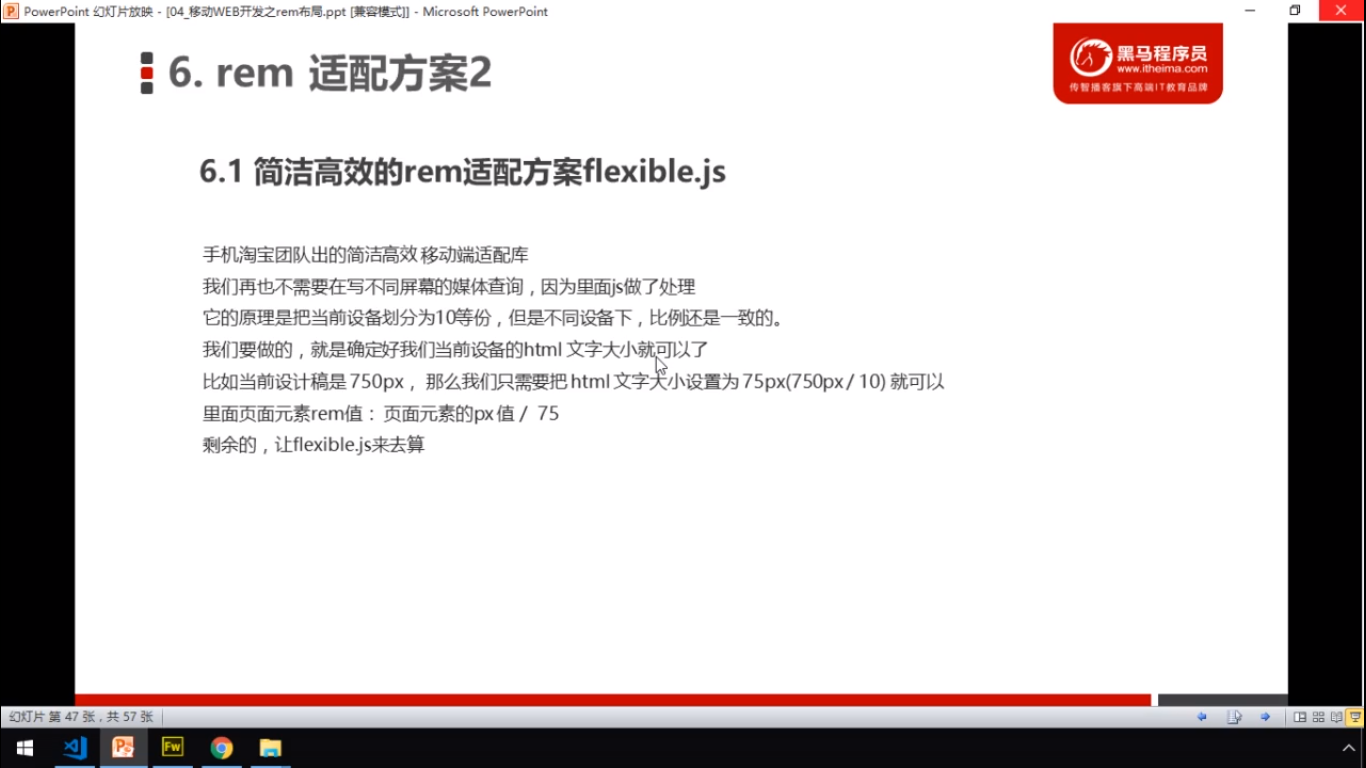 PowerPoint 幻灯片放映 - [04_移动WEB开发之rem布局.ppt [兼容模式]] - Microsoft PowerPoint
6. rem 适配方案2
黑马程序员
www.itheima.com
传智播客旗下高端IT教育品牌
6.1 简洁高效的rem适配方案flexible.js
手机淘宝团队出的简洁高效 移动端适配库
我们再也不需要在写不同屏幕的媒体查询，因为里面js做了处理
它的原理是把当前设备划分为10等份，但是不同设备下，比例还是一致的。
我们要做的，就是确定好我们当前设备的html 文字大小就可以了
比如当前设计稿是 750px， 那么我们只需要把 html 文字大小设置为 75px(750px / 10) 就可以
里面页面元素rem值： 页面元素的px 值 / 75
剩余的，让flexible.js来去算
幻灯片 第 47 张，共 57 张